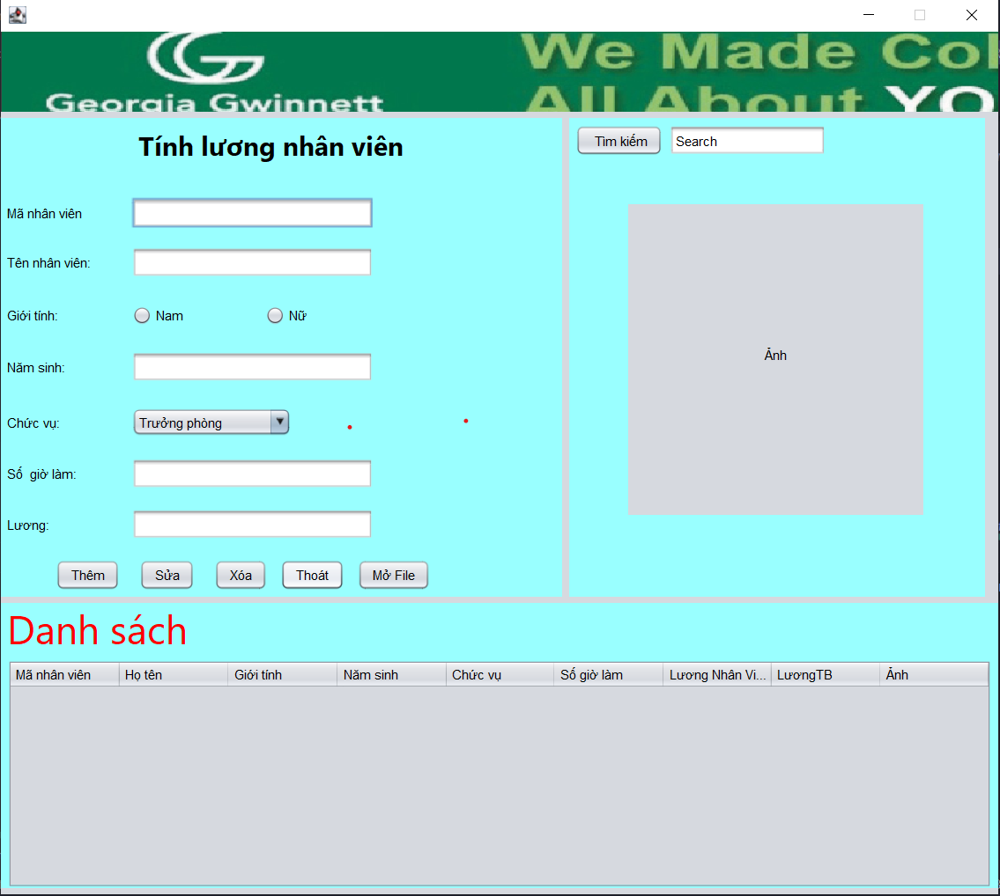 We Made Col
Georgia Gwinnett
All About YO
Tính lương nhân viên
Tìm kiếm
Search
Mã nhân viên
Tên nhân viên:
Giới tính:
Nam
Nữ
Năm sinh:
Ảnh
Chức vụ:
Trưởng phòng
Số  giờ làm:
Lương:
Thêm
Sửa
Xóa
Thoát
Mở File
Danh sách
Mã nhân viên
Họ tên
Giới tính
Năm sinh
Chức vụ
Số giờ làm
Lương Nhân Vi...
LươngTB
Ảnh